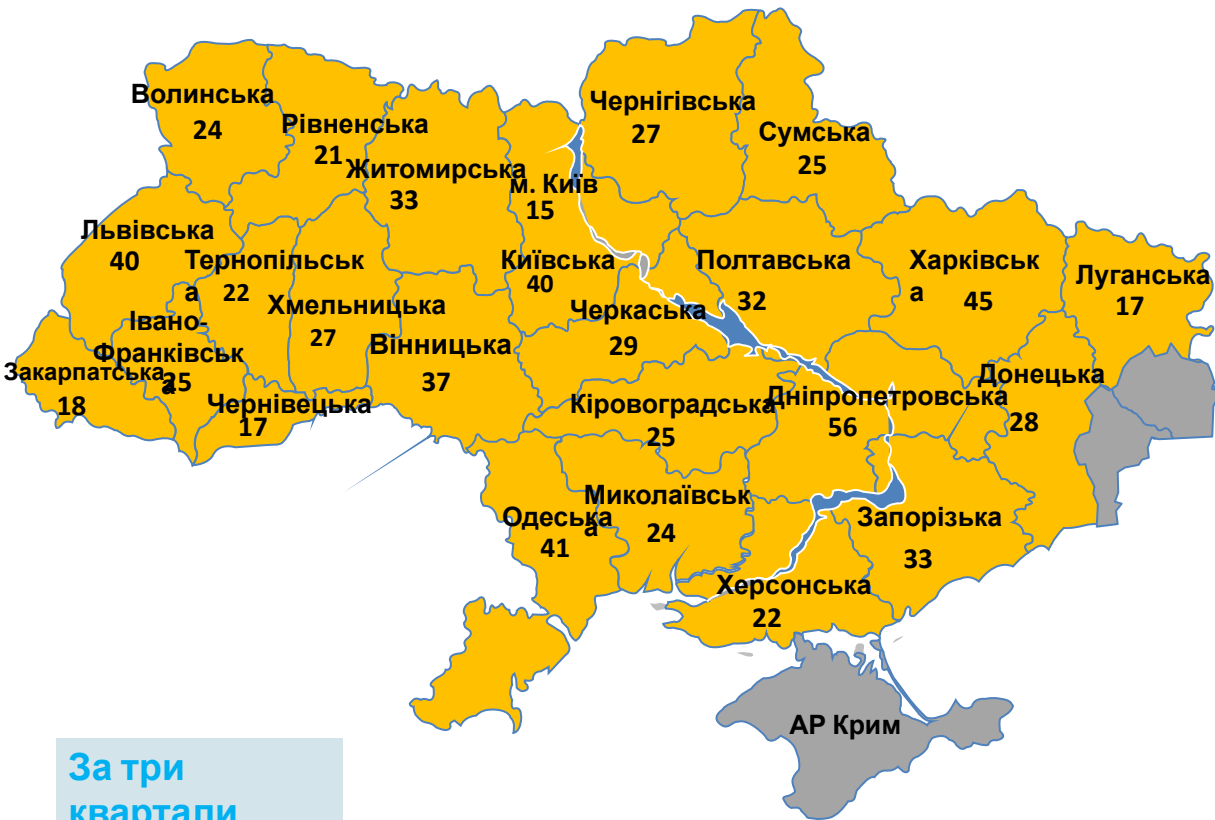 Волинська
24
Рівненська
21
Житомирська
33
м. Київ
15
Чернігівська
27
Сумська
25
Львівська
40
Тернопільськ
а 22
Хмельницька
27
Київська
40
Черкаська
29
Полтавська
32
Харківськ
а 45
Луганська
17
Івано-
Франківськ
а
25
Закарпатська
18
Чернівецька
17
Вінницька
37
Кіровоградська
25
Дніпропетровська
56
Донецька
28
Одеська
41
Миколаївськ
а
24
Запорізька
33
Херсонська
22
АР Крим
За три
квартали